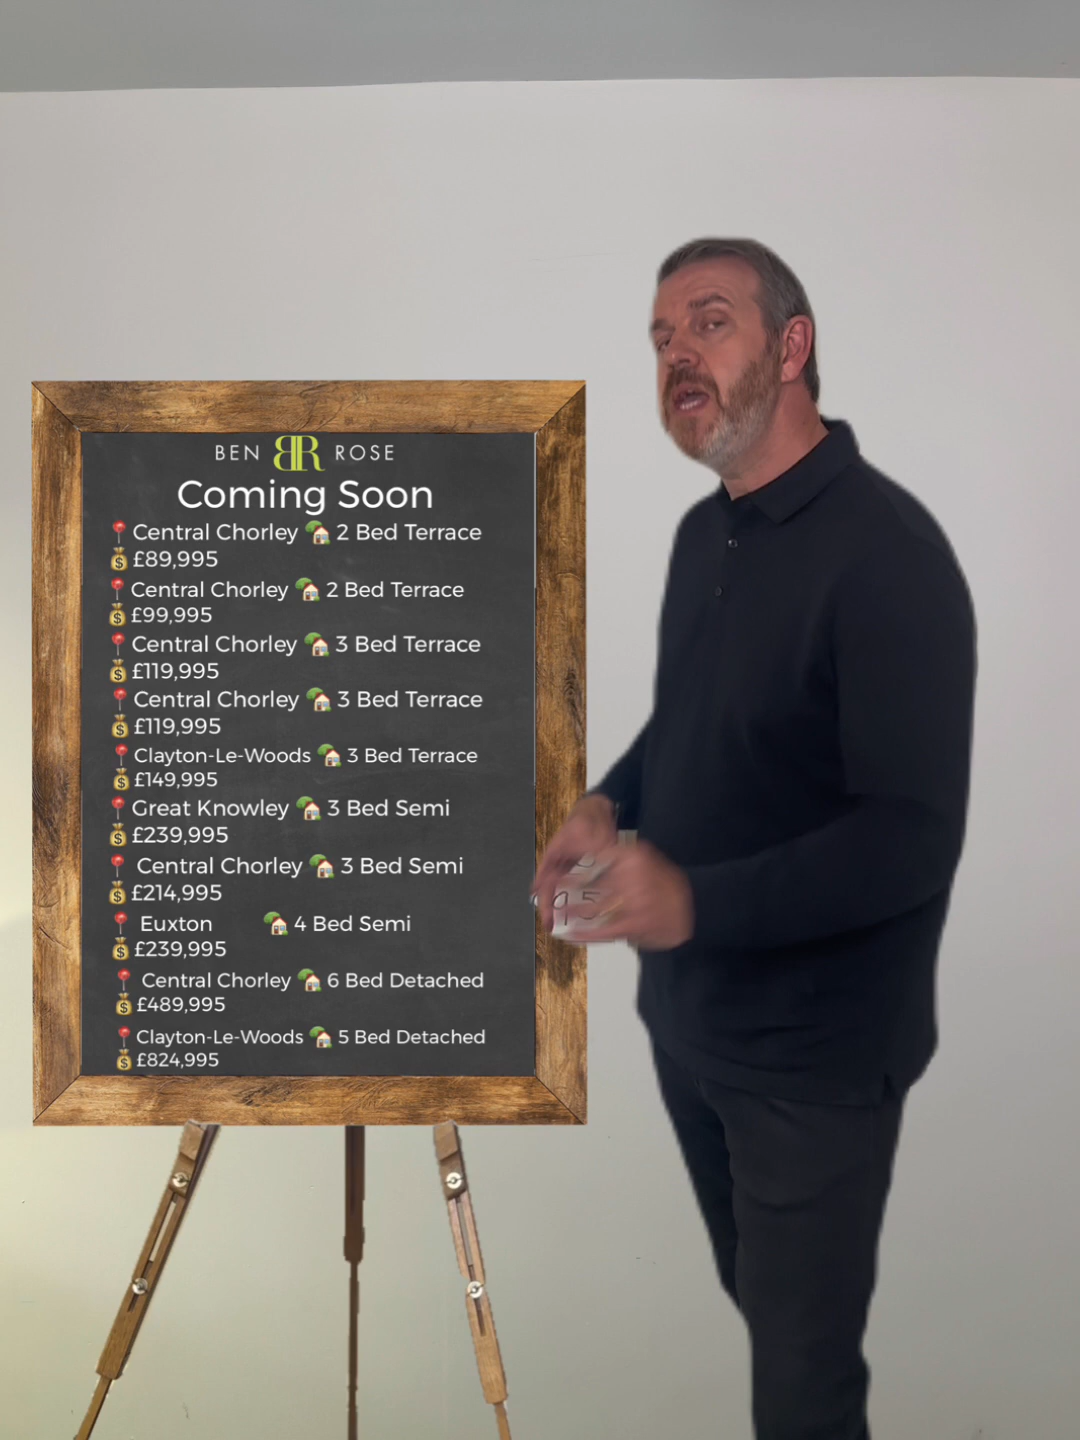 BEN BR ROSE
Coming Soon
📍 Central Chorley 🏡 2 Bed Terrace
💰 £89,995
📍 Central Chorley 🏡 2 Bed Terrace
💰 £99,995
📍 Central Chorley 🏡 3 Bed Terrace
💰 £119,995
📍 Central Chorley 🏡 3 Bed Terrace
💰 £119,995
📍 Clayton-Le-Woods 🏡 3 Bed Terrace
💰 £149,995
📍 Great Knowley 🏡 3 Bed Semi
💰 £239,995
📍 Central Chorley 🏡 3 Bed Semi
💰 £214,995
📍 Euxton 🏡 4 Bed Semi
💰 £239,995
📍 Central Chorley 🏡 6 Bed Detached
💰 £489,995
📍 Clayton-Le-Woods 🏡 5 Bed Detached
💰 £824,995